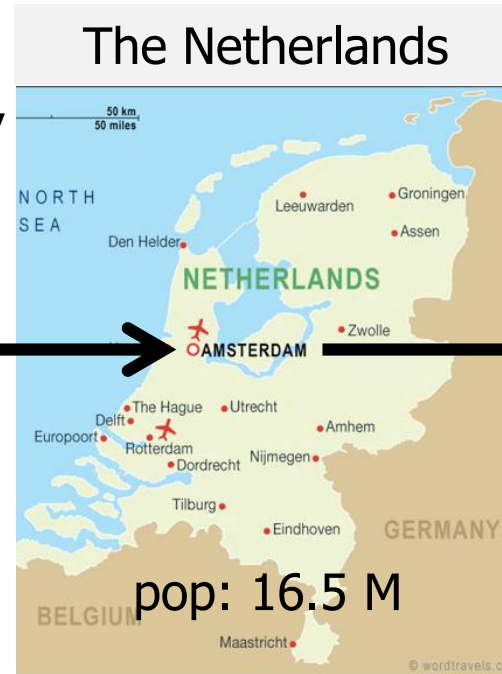 The Netherlands
50 km
50 miles
NORTH
SEA
Leeuwarden
Groningen
Assen
Den Helder
NETHERLANDS
Zwolle
AMSTERDAM
The Hague
Utrecht
Delft
Arnhem
Europoort
Rotterdam
Nijmegen
Dordrecht
Tilburg
Eindhoven
GERMANY
pop: 16.5 M
BELGIUM
Maastricht
© wordtravels.c